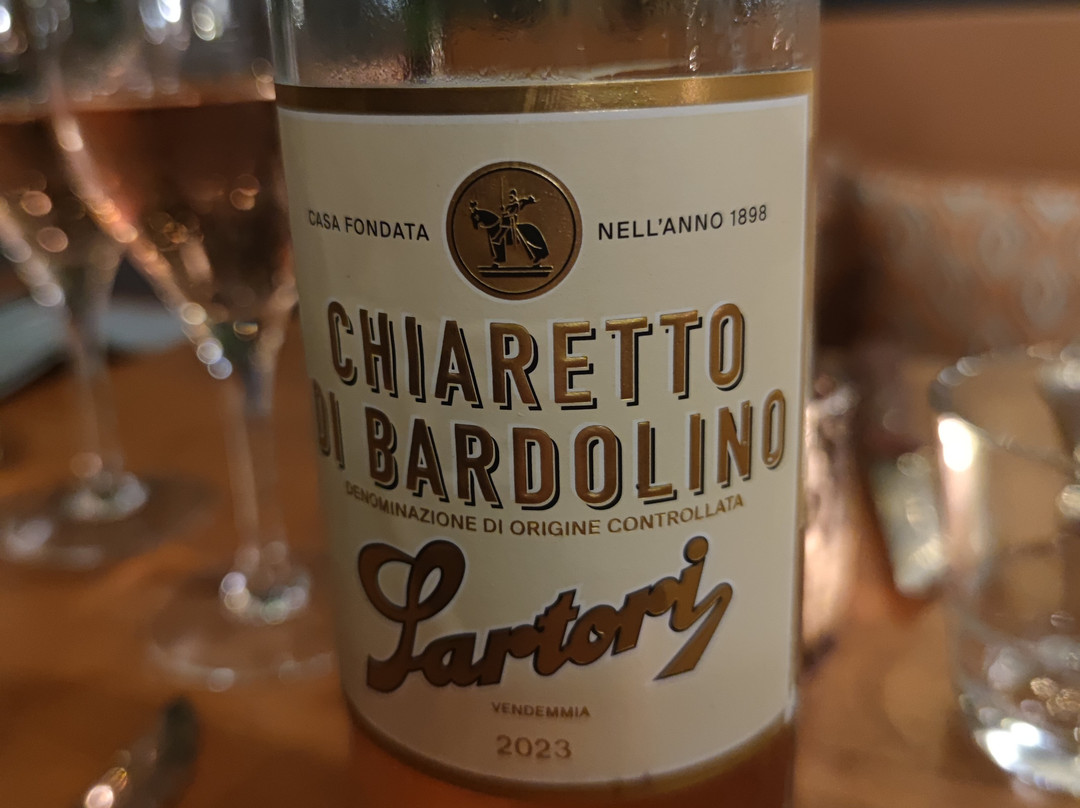 CASA FONDATA NELL'ANNO 1898
CHIARETTO
DI BARDOLINO
DENOMINAZIONE DI ORIGINE CONTROLLATA
Sartori
VENDEMMIA
2023